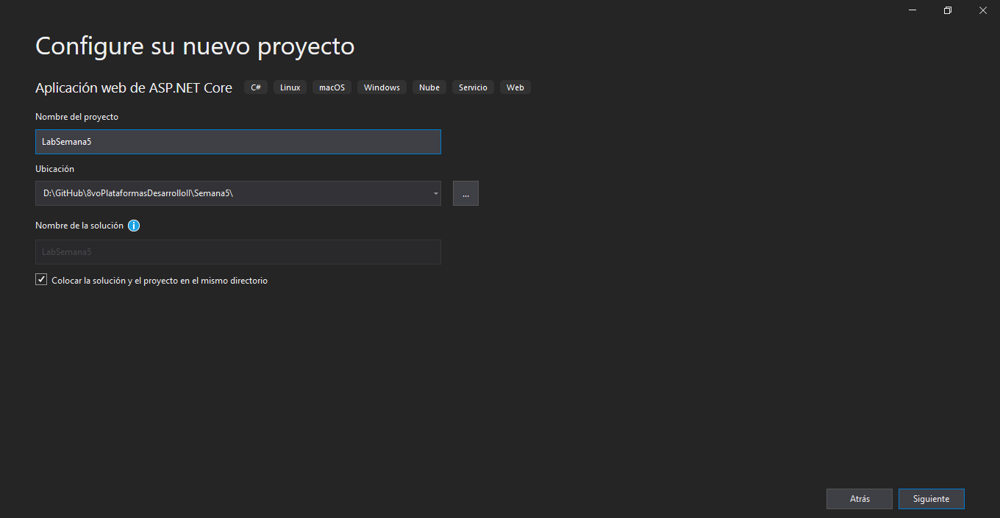 Configure su nuevo proyecto
Aplicación web de ASP.NET Core C# Linux macOS Windows Nube Servicio Web
Nombre del proyecto
LabSemana5
Ubicación
D:\GitHub\8voPlataformasDesarrolloII\Semana5\
...
Nombre de la solución
LabSemana5
Colocar la solución y el proyecto en el mismo directorio
Atrás Siguiente